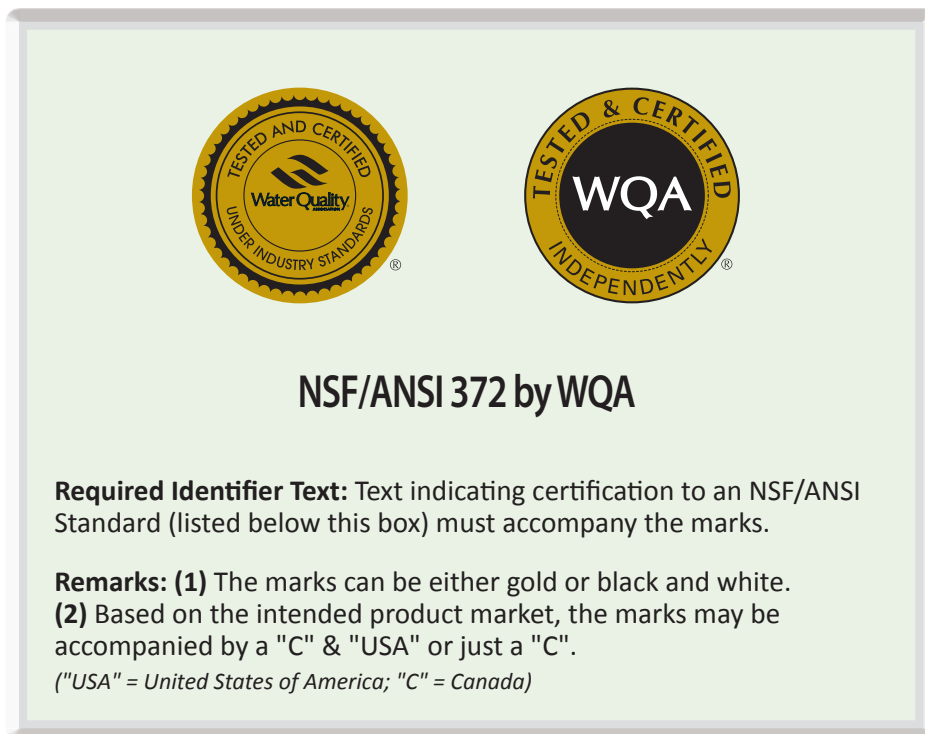 TESTED AND CERTIFIED
Water Quality
ASSOCIATION
UNDER INDUSTRY STANDARDS
®
TESTED & CERTIFIED
WQA
INDEPENDENTLY
®
NSF/ANSI 372 by WQA
Required Identifier Text: Text indicating certification to an NSF/ANSI
Standard (listed below this box) must accompany the marks.
Remarks: (1) The marks can be either gold or black and white.
(2) Based on the intended product market, the marks may be
accompanied by a "C" & "USA" or just a "C".
("USA" = United States of America; "C" = Canada)